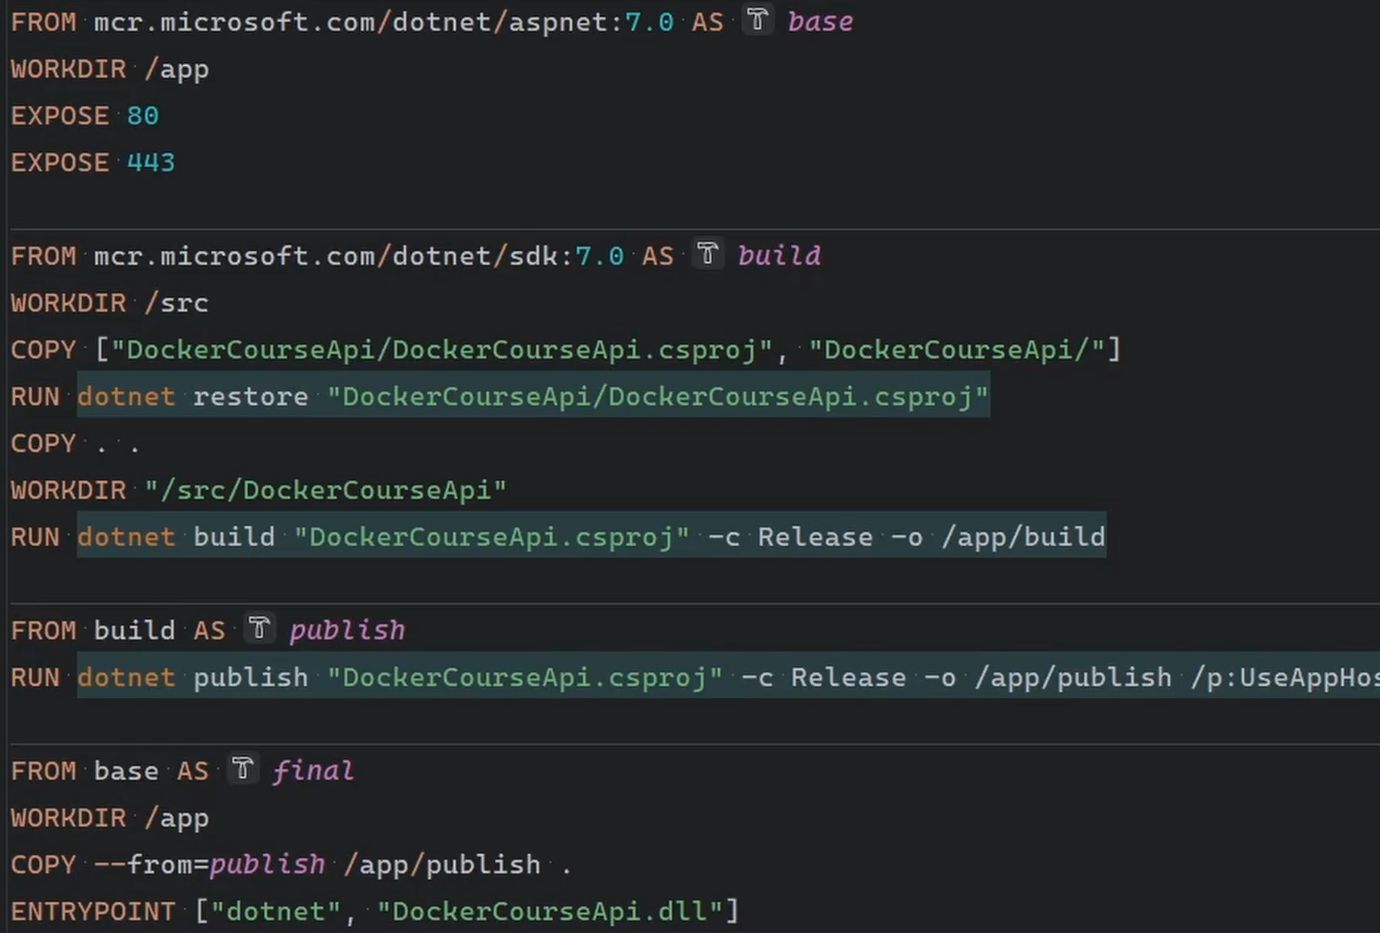 FROM mcr.microsoft.com/dotnet/aspnet:7.0 AS base
WORKDIR /app
EXPOSE 80
EXPOSE 443
FROM mcr.microsoft.com/dotnet/sdk:7.0 AS build
WORKDIR /src
COPY ["DockerCourseApi/DockerCourseApi.csproj", "DockerCourseApi/"]
RUN dotnet restore "DockerCourseApi/DockerCourseApi.csproj"
COPY . .
WORKDIR "/src/DockerCourseApi"
RUN dotnet build "DockerCourseApi.csproj" -c Release -o /app/build
FROM build AS publish
RUN dotnet publish "DockerCourseApi.csproj" -c Release -o /app/publish /p:UseAppHos
FROM base AS final
WORKDIR /app
COPY --from=publish /app/publish .
ENTRYPOINT ["dotnet", "DockerCourseApi.dll"]